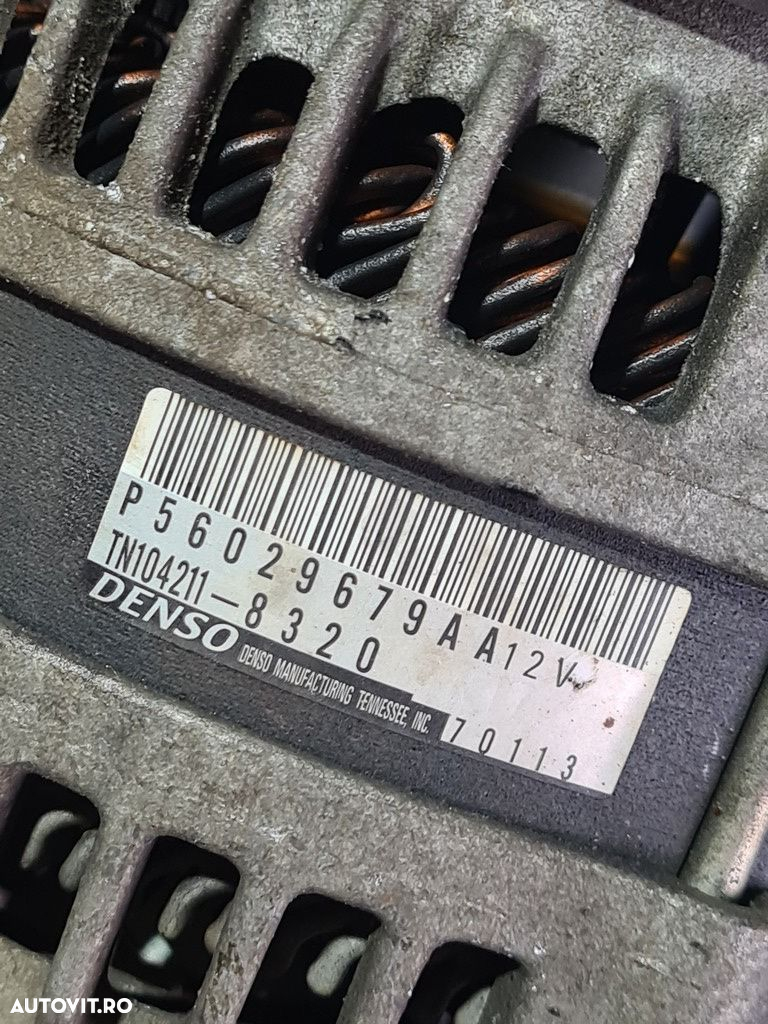 P56029679AA12V
TN104211-8320
DENSO DENSO MANUFACTURING TENNESSEE, INC. 70113
AUTOVIT.RO